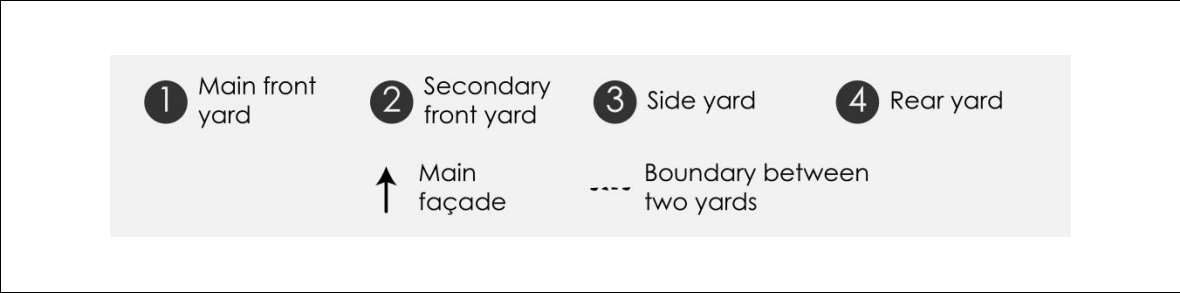 1 Main front
yard
2 Secondary
front yard
3 Side yard
4 Rear yard
Main
façade
Boundary between
two yards